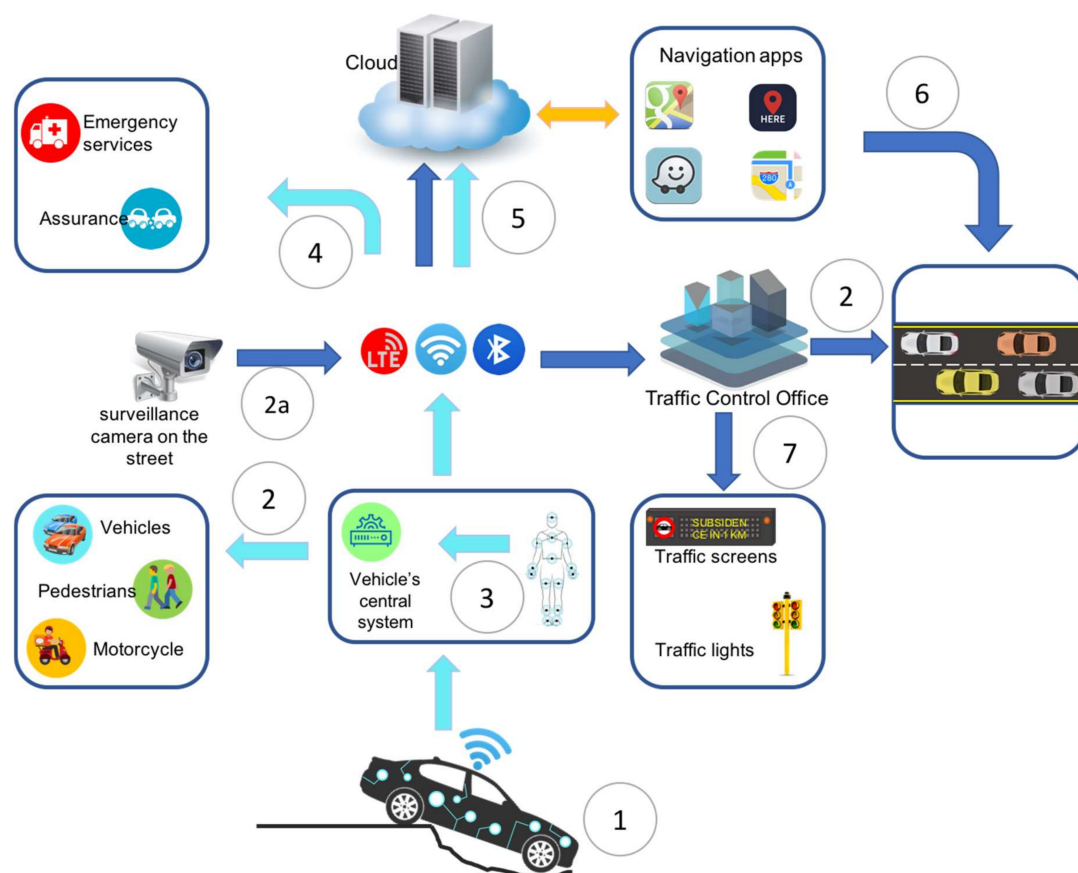 Cloud
Navigation apps
HERE
280
6
Emergency
services
Assurance
4
5
2
LTE
2a
surveillance
camera on the
street
Traffic Control Office
7
2
Vehicles
Pedestrians
Motorcycle
Vehicle's
central
system
3
SUBSIDEN
CE IN 1 KM
Traffic screens
Traffic lights
1